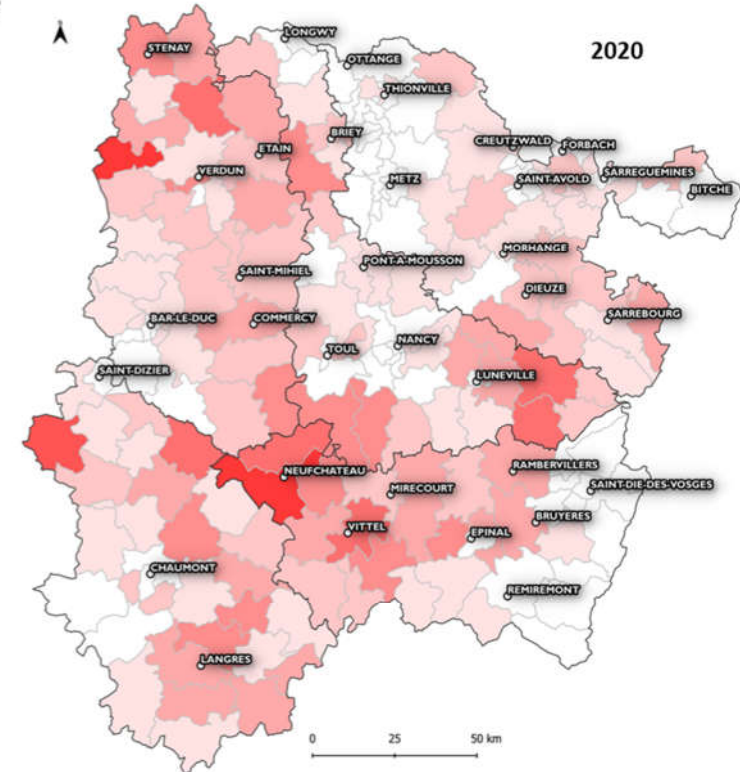 LONGWY
STENAY
2020
OTTANGE
THIONVILLE
BRIEY
CREUTZWALD
FORBACH
ETAIN
VERDUN
METZ
SAINT-AVOLD
SARREGUEMINES
BITCHE
MORHANGE
PONT-A-MOUSSON
SAINT-MIHIEL
DIEUZE
BAR-LE-DUC
COMMERCY
SARREBOURG
NANCY
TOUL
SAINT-DIZIER
LUNEVILLE
NEUFCHATEAU
RAMBERVILLERS
MIRECOURT
SAINT-DIE-DES-VOSGES
VITTEL
BRUYERES
EPINAL
CHAUMONT
REMIREMONT
LANGRES
0 25 50 km